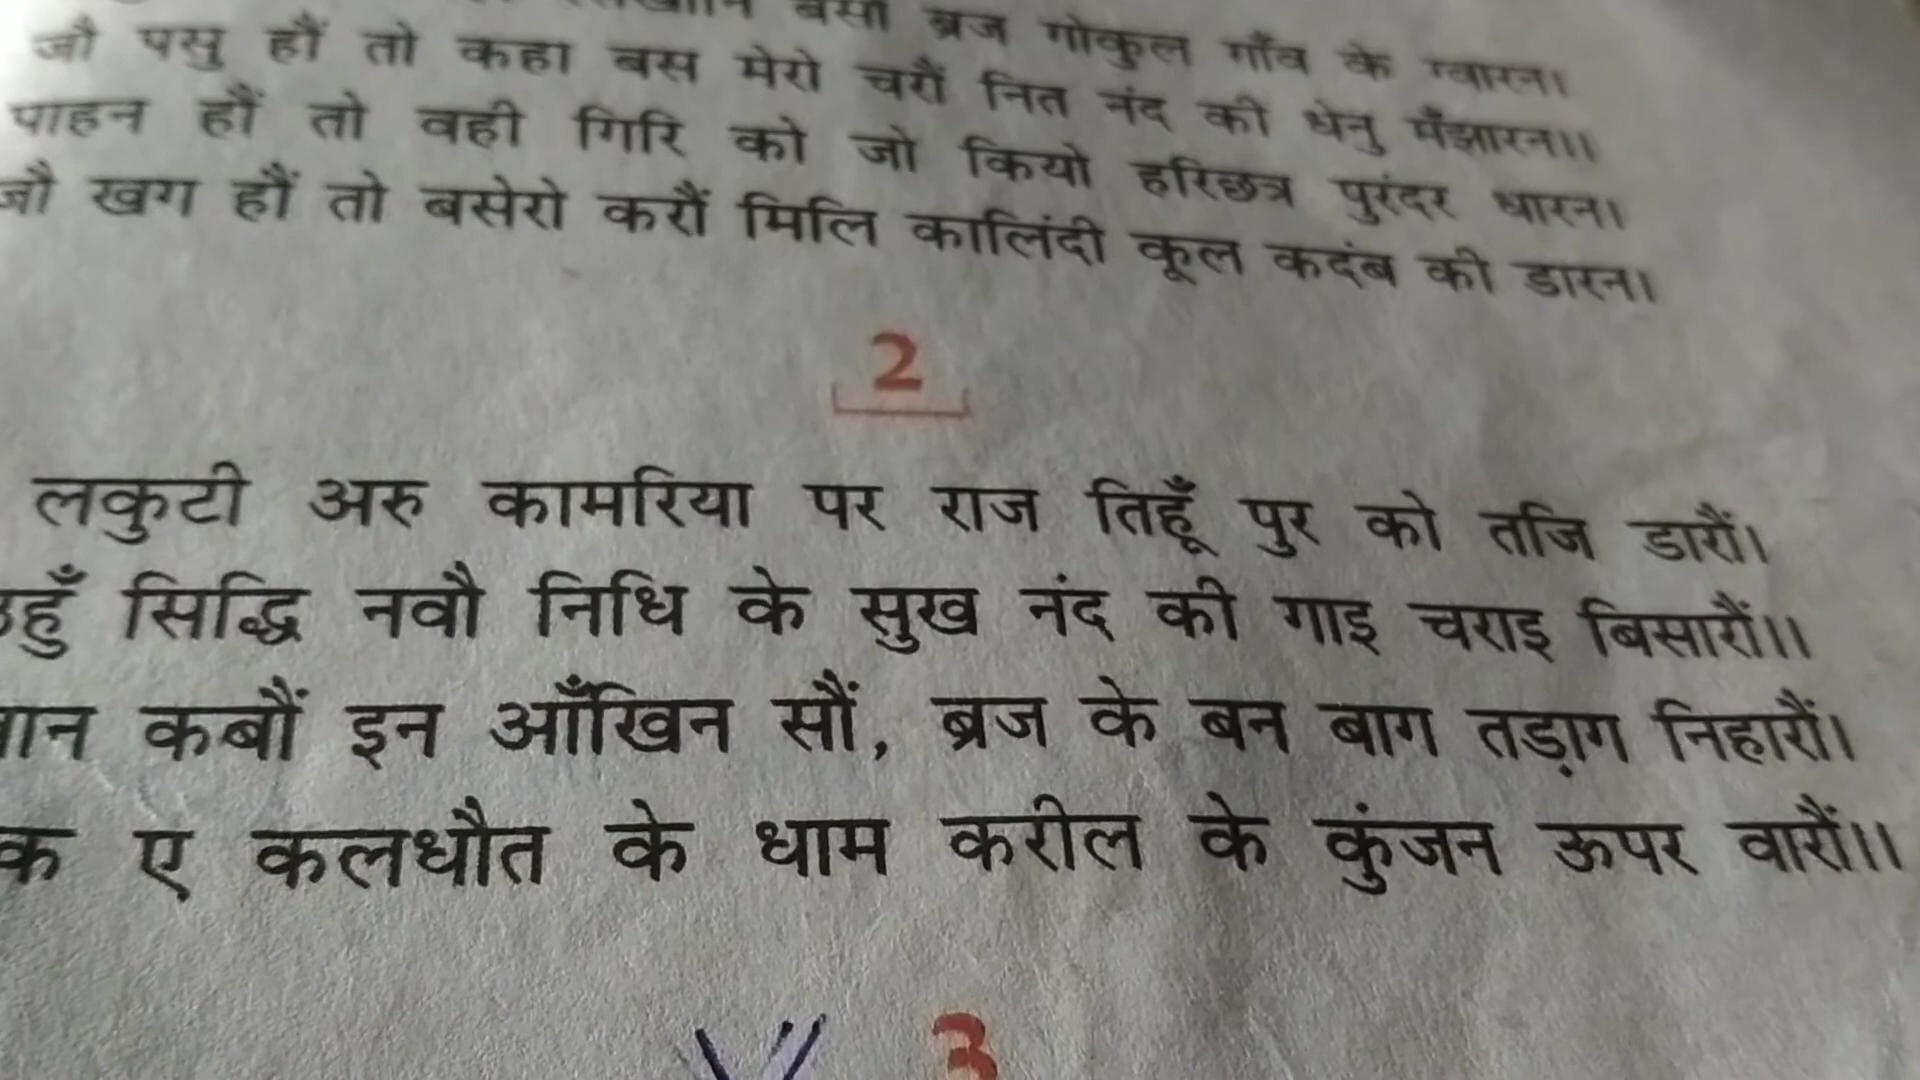 बसौं ब्रज गोकुल गाँव के ग्वारन।
जौ पसु हौं तो कहा बस मेरो चरौं नित नंद की धेनु मँझारन॥
पाहन हौं तो वही गिरि को जो कियो हरिछत्र पुरंदर धारन।
जौ खग हौं तो बसेरो करौं मिलि कालिंदी कूल कदंब की डारन।
2
लकुटी अरु कामरिया पर राज तिहूँ पुर को तजि डारौं।
सिद्धि नवौ निधि के सुख नंद की गाइ चराइ बिसारौं॥
कबौं इन आँखिन सौं, ब्रज के बन बाग तड़ाग निहारौं।
ए कलधौत के धाम करील के कुंजन ऊपर वारौं॥
3